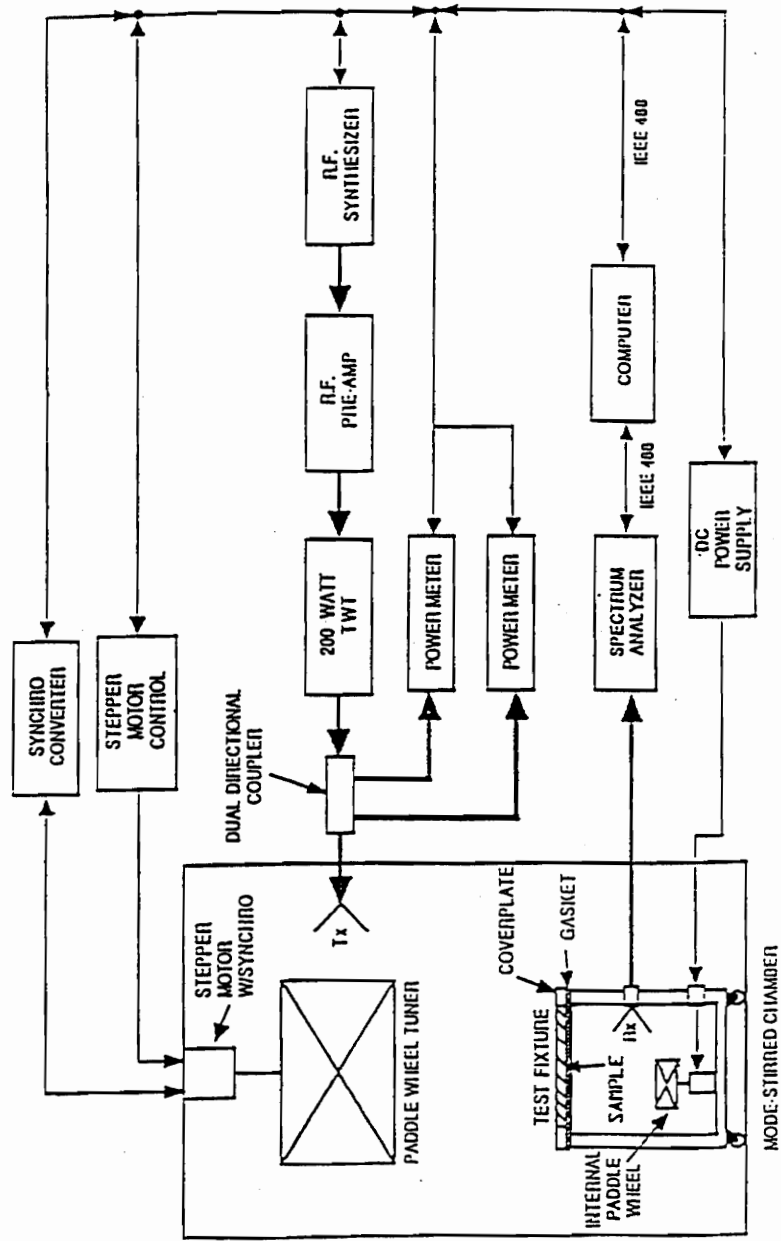 SYNCHRO
CONVERTER
STEPPER
MOTOR
CONTROL
R.F.
SYNTHESIZER
R.F.
PRE-AMP
200 WATT
TWT
DUAL DIRECTIONAL
COUPLER
POWER METER
POWER METER
COMPUTER
IEEE 488
IEEE 488
SPECTRUM
ANALYZER
DC
POWER
SUPPLY
STEPPER
MOTOR
W/SYNCHRO
Tx
PADDLE WHEEL TUNER
COVERPLATE
GASKET
TEST FIXTURE
SAMPLE
Rx
INTERNAL
PADDLE
WHEEL
MODE-STIRRED CHAMBER